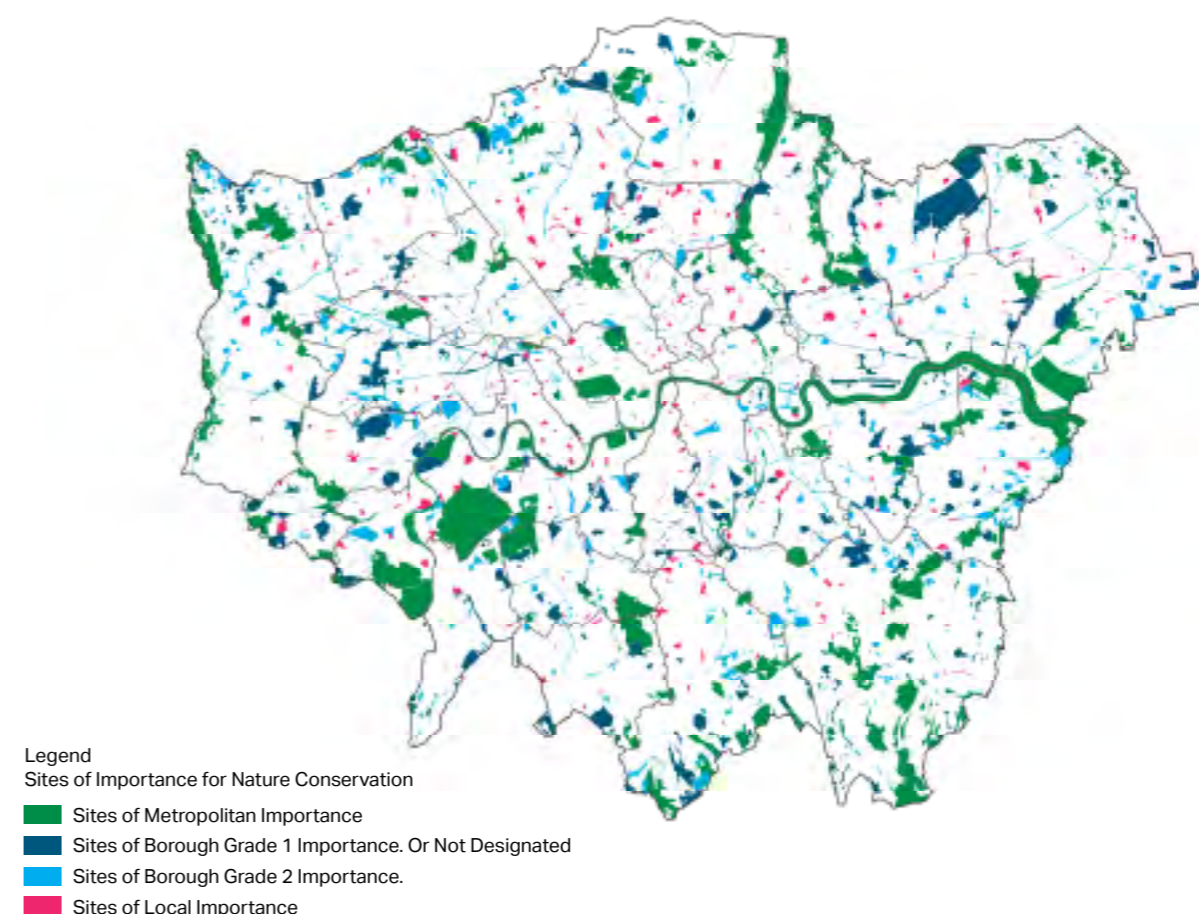 Legend
Sites of Importance for Nature Conservation
Sites of Metropolitan Importance
Sites of Borough Grade 1 Importance. Or Not Designated
Sites of Borough Grade 2 Importance.
Sites of Local Importance